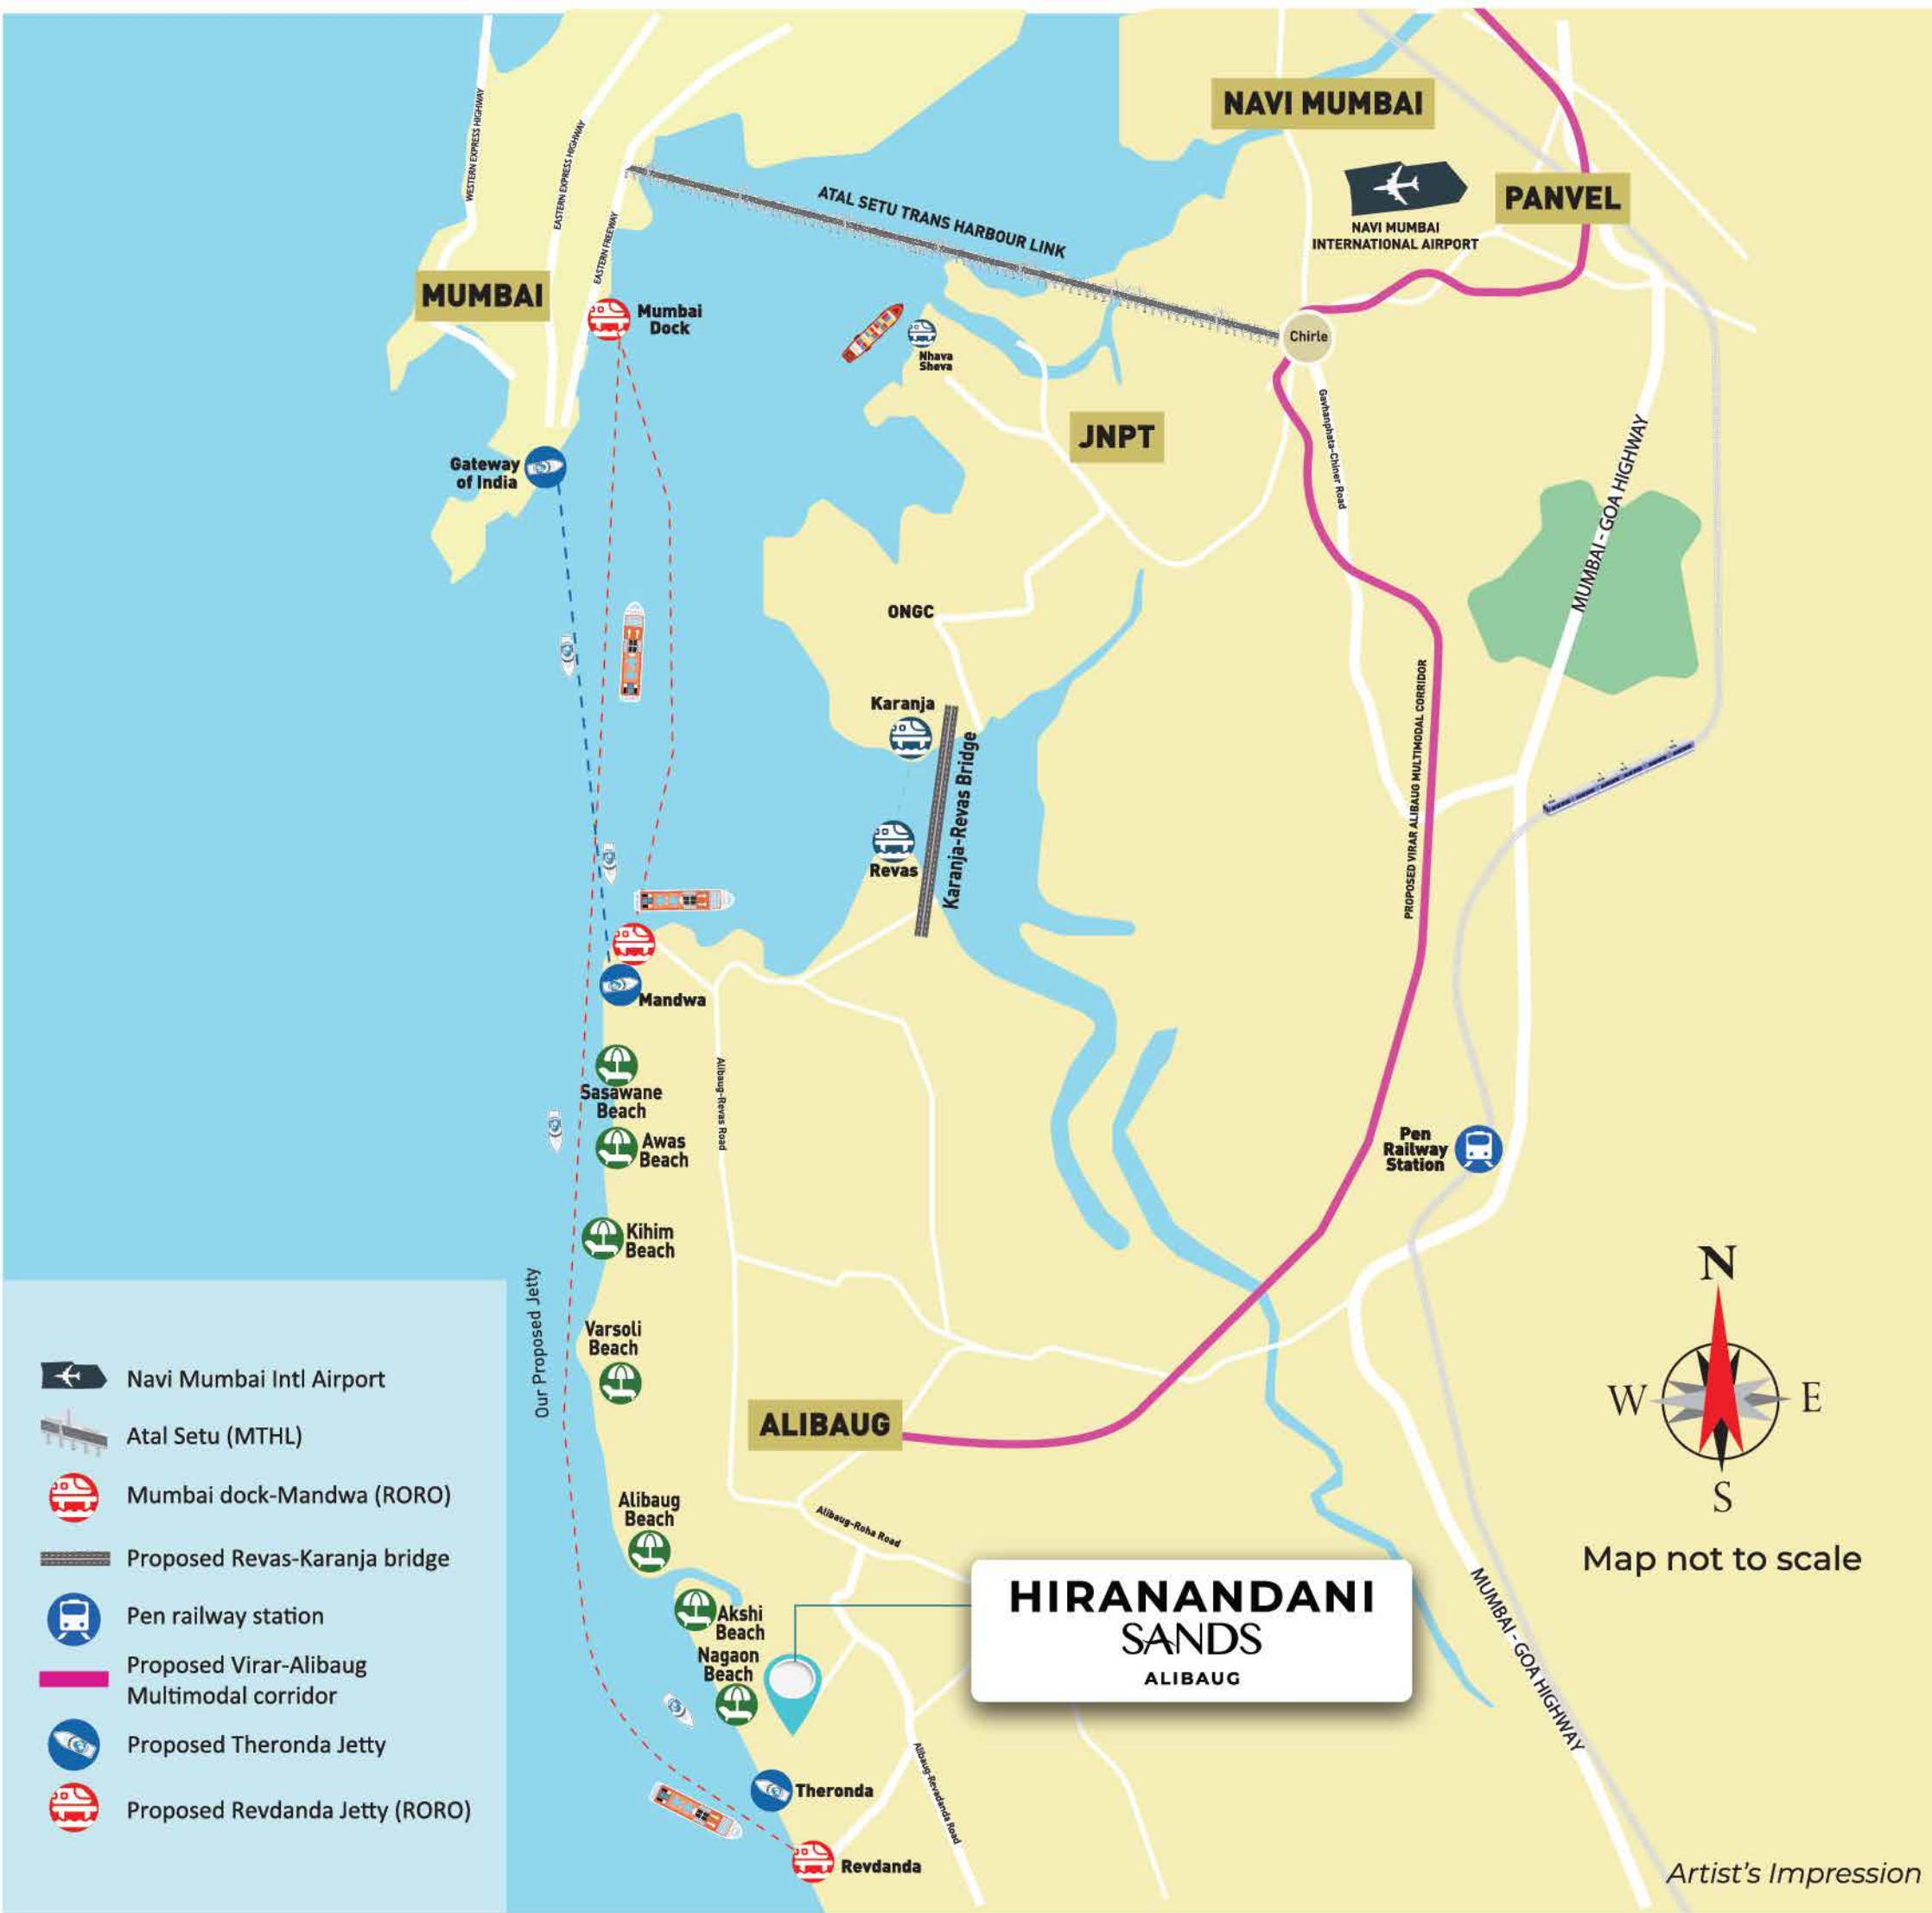 NAVI MUMBAI
WESTERN EXPRESS HIGHWAY
EASTERN EXPRESS HIGHWAY
EASTERN FREEWAY
ATAL SETU TRANS HARBOUR LINK
NAVI MUMBAI
INTERNATIONAL AIRPORT
PANVEL
MUMBAI
Mumbai
Dock
Nhava
Sheva
Chirle
JNPT
Gavhanphata-Chiner Road
MUMBAI - GOA HIGHWAY
Gateway
of India
ONGC
Karanja
Karanja-Revas Bridge
Revas
PROPOSED VIRAR ALIBAUG MULTIMODAL CORRIDOR
Mandwa
Sasawane
Beach
Alibaug-Revas Road
Awas
Beach
Pen
Railway
Station
Kihim
Beach
Our Proposed Jetty
Varsoli
Beach
ALIBAUG
Alibaug
Beach
Alibaug-Roha Road
Akshi
Beach
Nagaon
Beach
HIRANANDANI
SANDS
ALIBAUG
MUMBAI - GOA HIGHWAY
Theronda
Alibaug-Revadanda Road
Revdanda
N
W
E
S
Map not to scale
Artist's Impression
Navi Mumbai Intl Airport
Atal Setu (MTHL)
Mumbai dock-Mandwa (RORO)
Proposed Revas-Karanja bridge
Pen railway station
Proposed Virar-Alibaug
Multimodal corridor
Proposed Theronda Jetty
Proposed Revdanda Jetty (RORO)